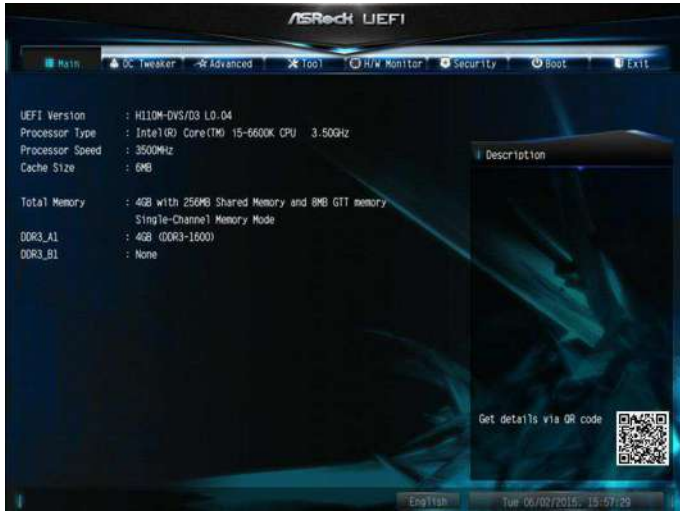 ASRock UEFI
Main OC Tweaker Advanced Tool H/W Monitor Security Boot Exit
UEFI Version : H110M-DVS/D3 L0.04
Processor Type : Intel(R) Core(TM) i5-6600K CPU 3.50GHz
Processor Speed : 3500MHz
Cache Size : 6MB
Total Memory : 4GB with 256MB Shared Memory and 8MB GTT memory
Single-Channel Memory Mode
DDR3_A1 : 4GB (DDR3-1600)
DDR3_B1 : None
Description
Get details via QR code
English Tue 06/02/2015, 15:57:29